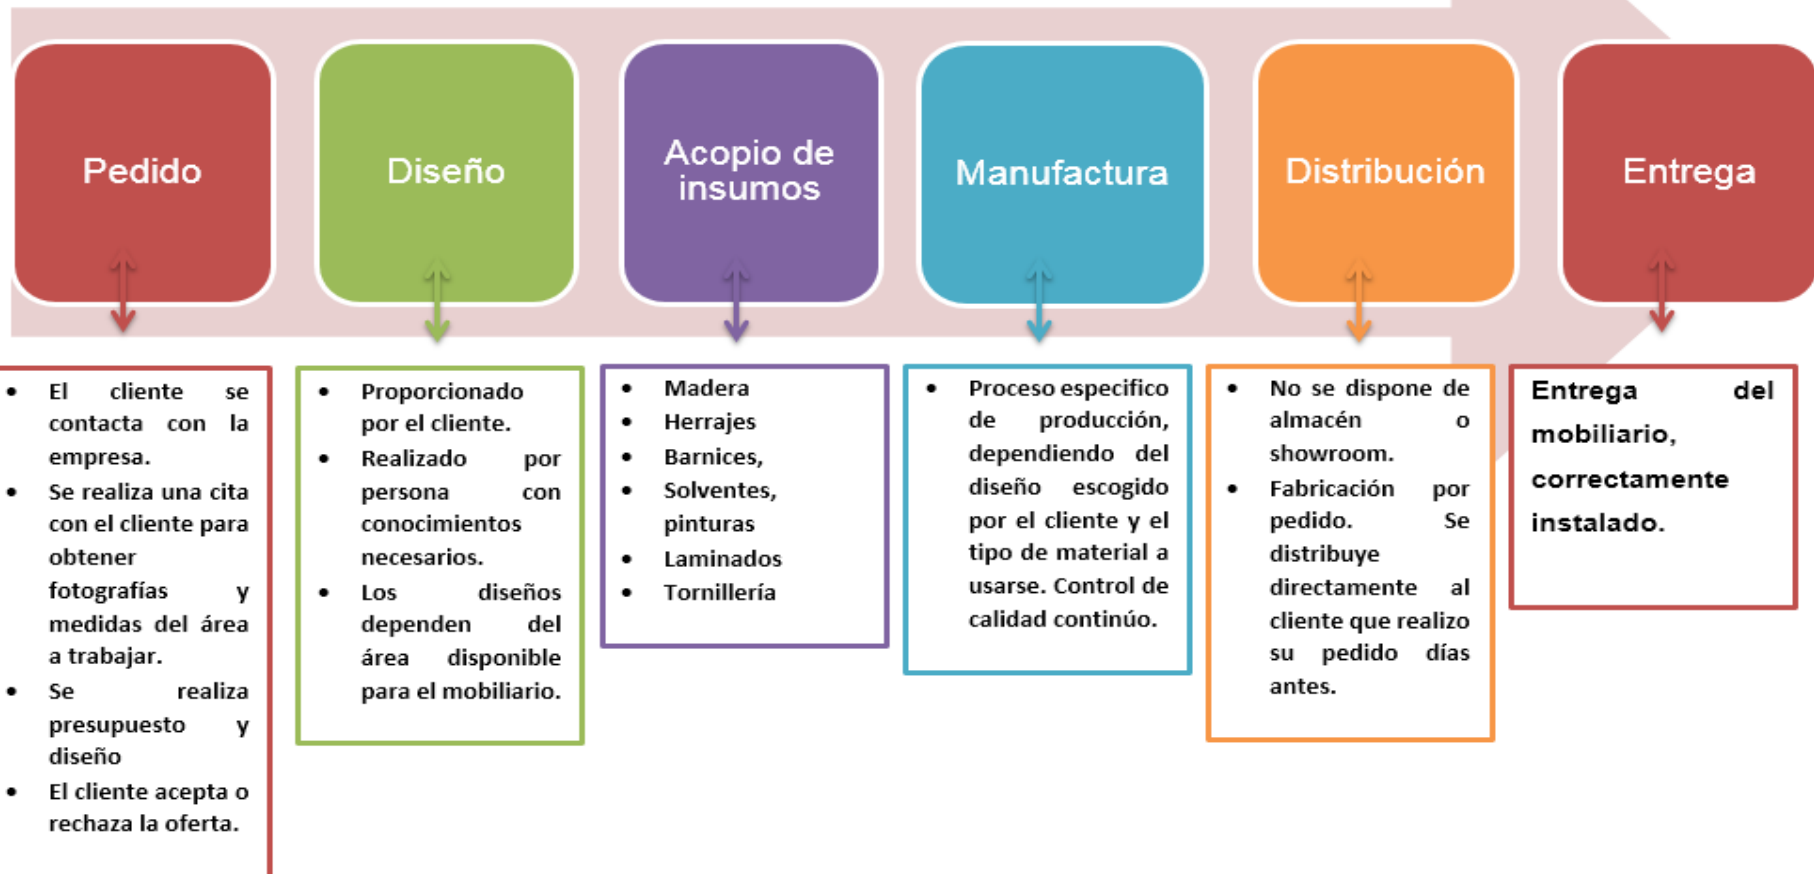 Pedido
Diseño
Acopio de
insumos
Manufactura
Distribución
Entrega
• El cliente se
contacta con la
empresa.
• Se realiza una cita
con el cliente para
obtener
fotografías y
medidas del área
a trabajar.
• Se realiza
presupuesto y
diseño
• El cliente acepta o
rechaza la oferta.
• Proporcionado
por el cliente.
• Realizado por
persona con
conocimientos
necesarios.
• Los diseños
dependen del
área disponible
para el mobiliario.
• Madera
• Herrajes
• Barnices,
• Solventes,
pinturas
• Laminados
• Tornillería
• Proceso especifico
de producción,
dependiendo del
diseño escogido
por el cliente y el
tipo de material a
usarse. Control de
calidad continúo.
• No se dispone de
almacén o
showroom.
• Fabricación por
pedido. Se
distribuye
directamente al
cliente que realizo
su pedido días
antes.
Entrega del
mobiliario,
correctamente
instalado.